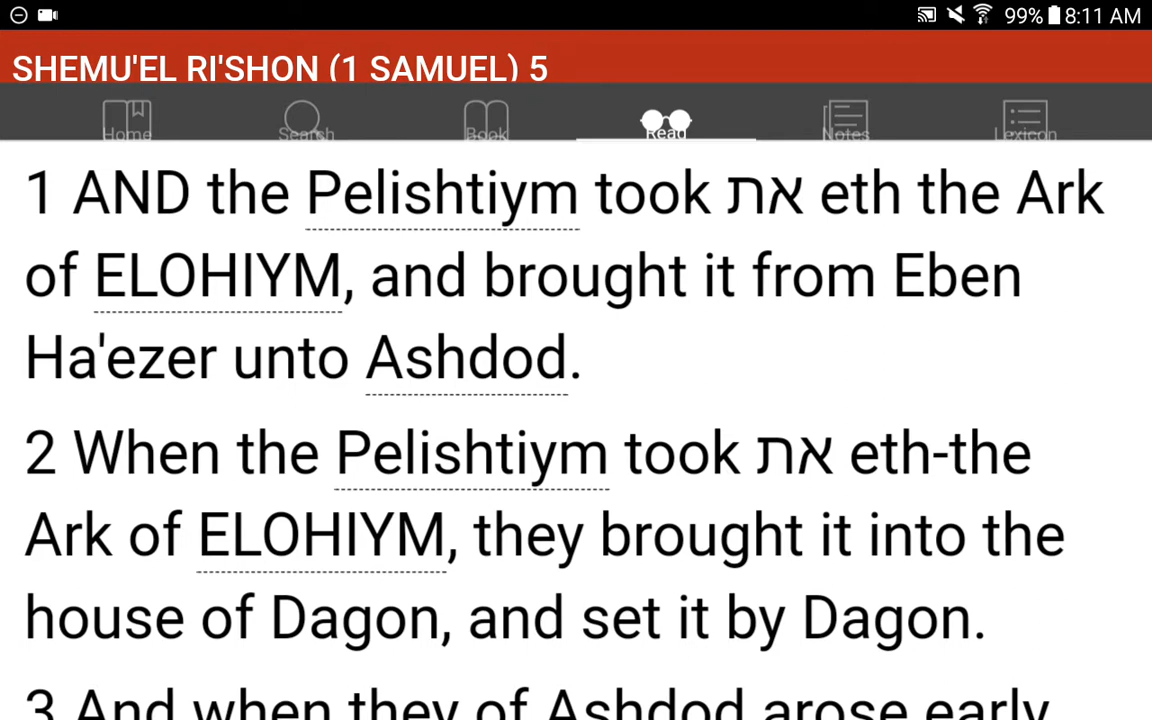 99% 8:11 AM
SHEMU'EL RI'SHON (1 SAMUEL) 5
Home Search Book Read Notes Lexicon
1 AND the Pelishtiym took את eth the Ark
of ELOHIYM, and brought it from Eben
Ha'ezer unto Ashdod.
2 When the Pelishtiym took את eth-the
Ark of ELOHIYM, they brought it into the
house of Dagon, and set it by Dagon.
3 And when they of Ashdod arose early